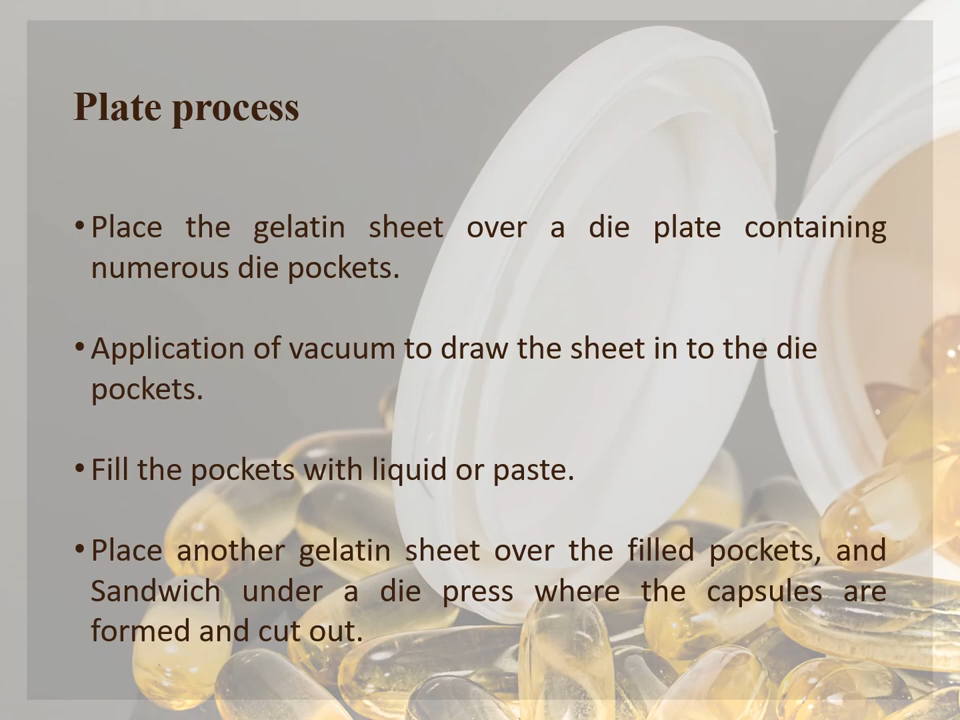 Plate process
• Place the gelatin sheet over a die plate containing
numerous die pockets.
• Application of vacuum to draw the sheet in to the die
pockets.
• Fill the pockets with liquid or paste.
• Place another gelatin sheet over the filled pockets, and
Sandwich under a die press where the capsules are
formed and cut out.